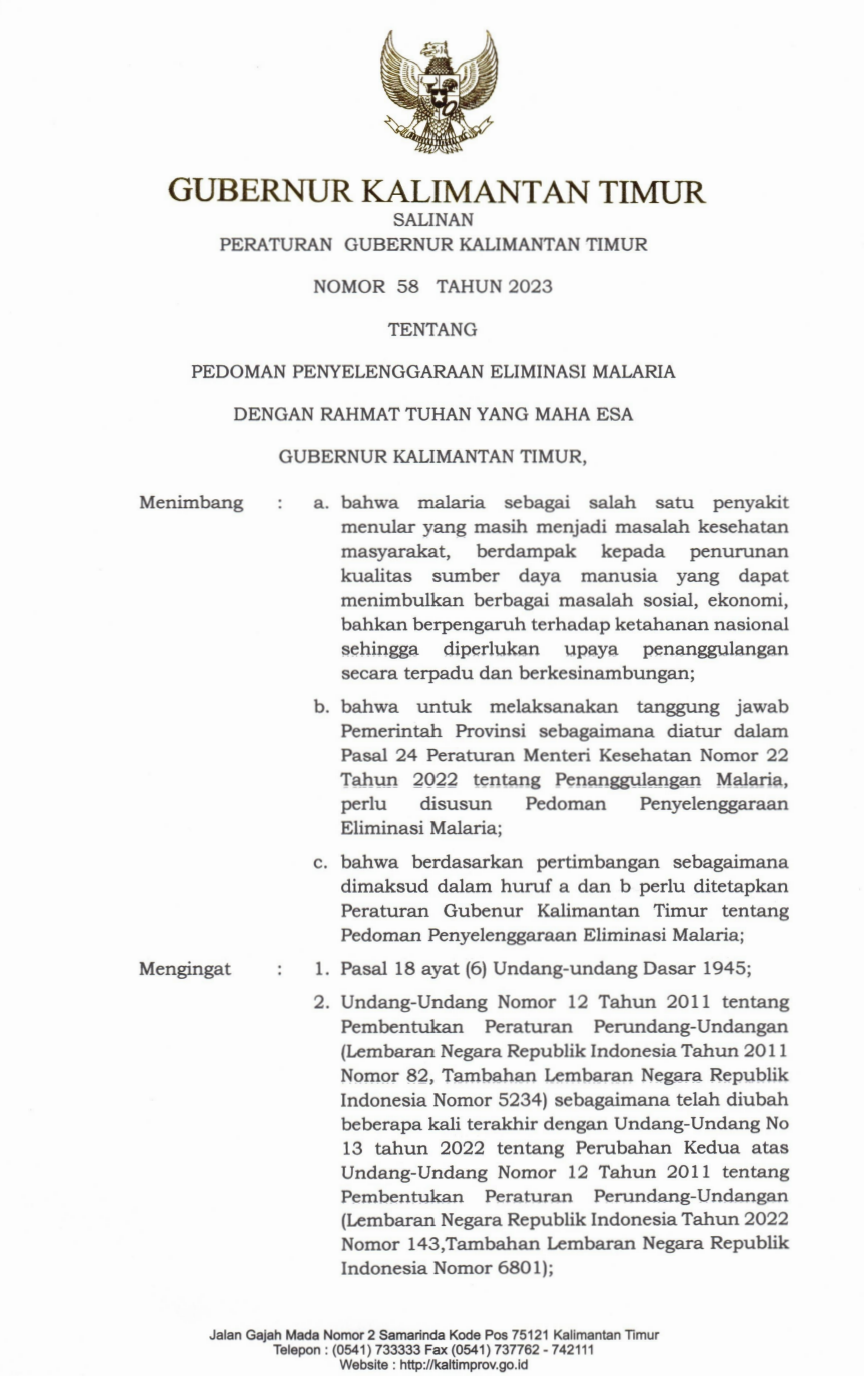 GUBERNUR KALIMANTAN TIMUR
SALINAN
PERATURAN GUBERNUR KALIMANTAN TIMUR
NOMOR 58 TAHUN 2023
TENTANG
PEDOMAN PENYELENGGARAAN ELIMINASI MALARIA
DENGAN RAHMAT TUHAN YANG MAHA ESA
GUBERNUR KALIMANTAN TIMUR,
Menimbang : a. bahwa malaria sebagai salah satu penyakit
menular yang masih menjadi masalah kesehatan
masyarakat, berdampak kepada penurunan
kualitas sumber daya manusia yang dapat
menimbulkan berbagai masalah sosial, ekonomi,
bahkan berpengaruh terhadap ketahanan nasional
sehingga diperlukan upaya penanggulangan
secara terpadu dan berkesinambungan;
b. bahwa untuk melaksanakan tanggung jawab
Pemerintah Provinsi sebagaimana diatur dalam
Pasal 24 Peraturan Menteri Kesehatan Nomor 22
Tahun 2022 tentang Penanggulangan Malaria,
perlu disusun Pedoman Penyelenggaraan
Eliminasi Malaria;
c. bahwa berdasarkan pertimbangan sebagaimana
dimaksud dalam huruf a dan b perlu ditetapkan
Peraturan Gubenur Kalimantan Timur tentang
Pedoman Penyelenggaraan Eliminasi Malaria;
Mengingat : 1. Pasal 18 ayat (6) Undang-undang Dasar 1945;
2. Undang-Undang Nomor 12 Tahun 2011 tentang
Pembentukan Peraturan Perundang-Undangan
(Lembaran Negara Republik Indonesia Tahun 2011
Nomor 82, Tambahan Lembaran Negara Republik
Indonesia Nomor 5234) sebagaimana telah diubah
beberapa kali terakhir dengan Undang-Undang No
13 tahun 2022 tentang Perubahan Kedua atas
Undang-Undang Nomor 12 Tahun 2011 tentang
Pembentukan Peraturan Perundang-Undangan
(Lembaran Negara Republik Indonesia Tahun 2022
Nomor 143,Tambahan Lembaran Negara Republik
Indonesia Nomor 6801);
Jalan Gajah Mada Nomor 2 Samarinda Kode Pos 75121 Kalimantan Timur
Telepon : (0541) 733333 Fax (0541) 737762 - 742111
Website : http://kaltimprov.go.id